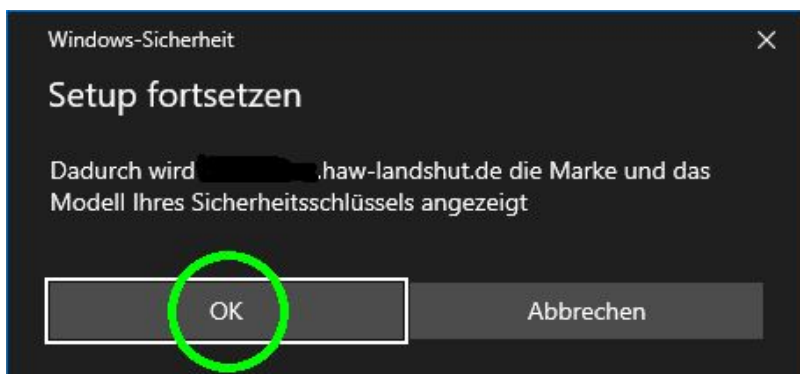 Windows-Sicherheit
Setup fortsetzen
Dadurch wird .haw-landshut.de die Marke und das
Modell Ihres Sicherheitsschlüssels angezeigt
OK
Abbrechen